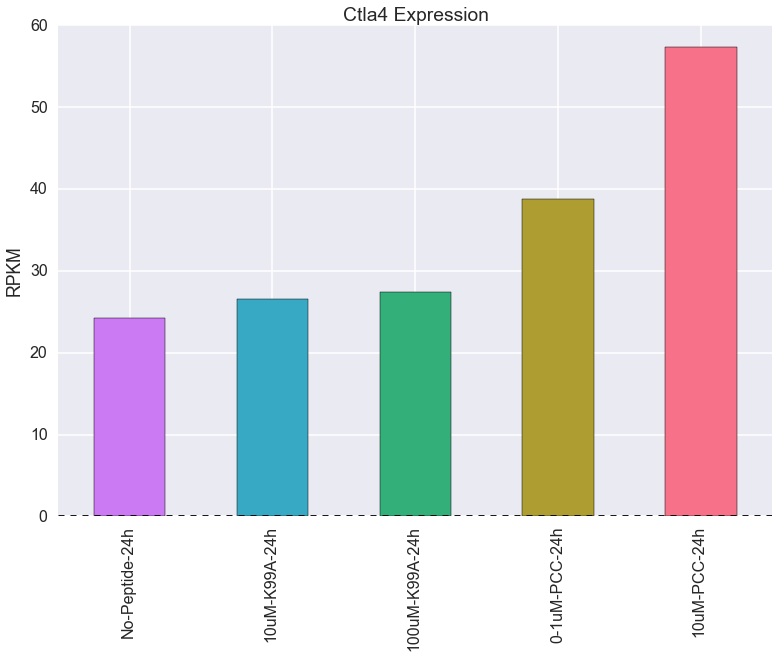 Ctla4 Expression
RPKM
60
50
40
30
20
10
0
No-Peptide-24h
10uM-K99A-24h
100uM-K99A-24h
0-1uM-PCC-24h
10uM-PCC-24h